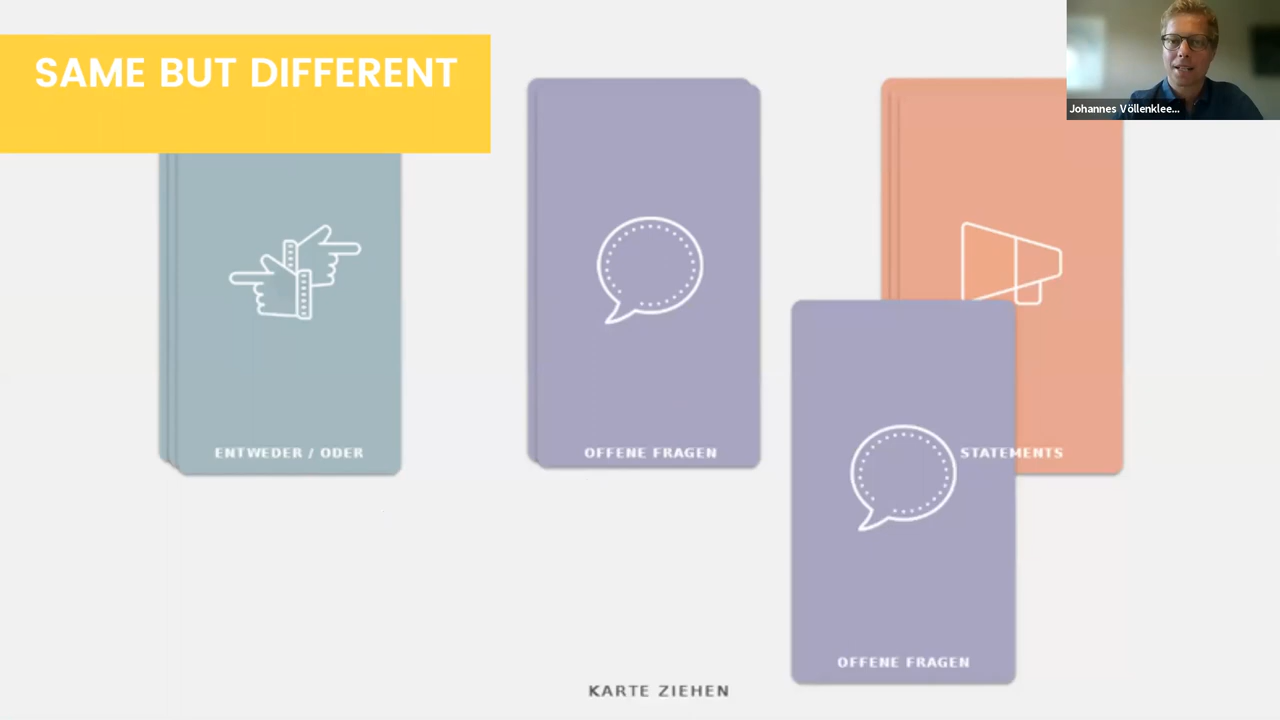 SAME BUT DIFFERENT
Johannes Völlenklee...
ENTWEDER / ODER
OFFENE FRAGEN
STATEMENTS
OFFENE FRAGEN
KARTE ZIEHEN